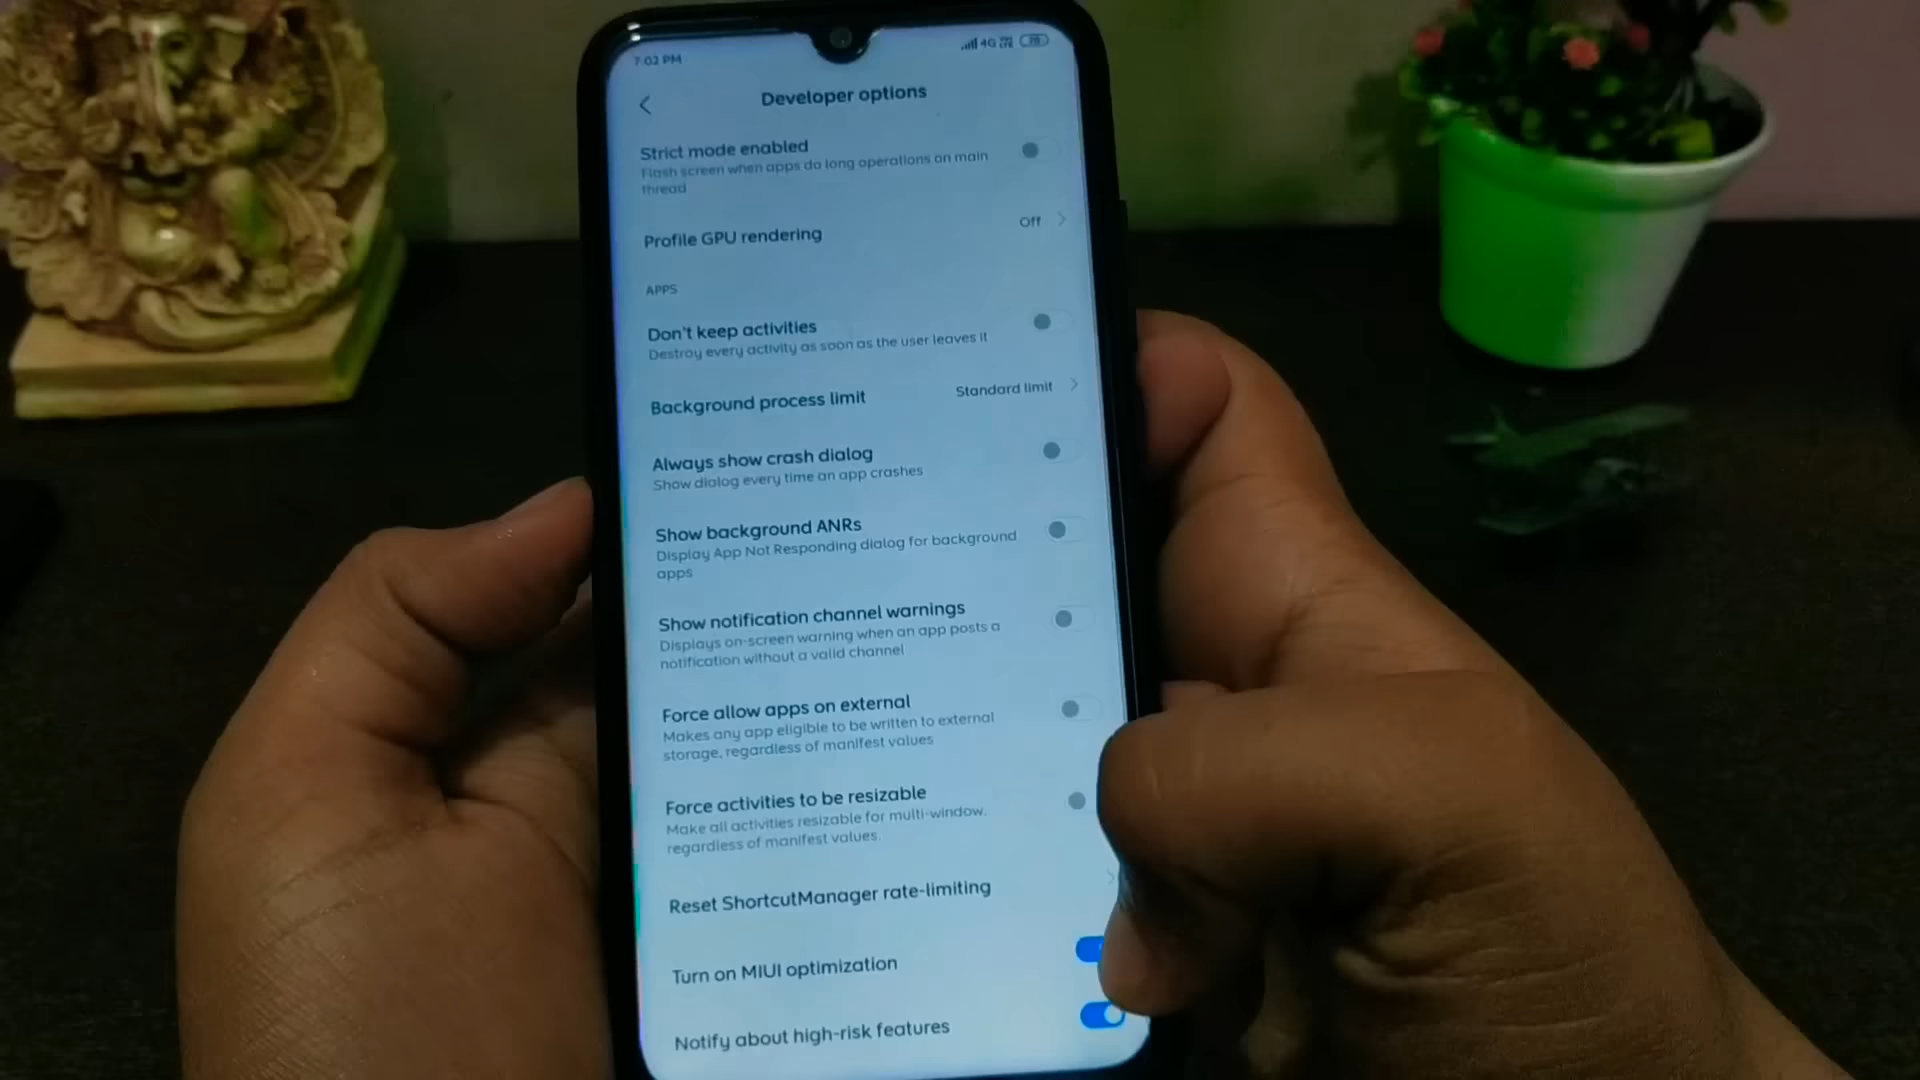 7:02 PM
4G
Developer options
Strict mode enabled
Flash screen when apps do long operations on main
thread
Profile GPU rendering
Off
APPS
Don't keep activities
Destroy every activity as soon as the user leaves it
Background process limit
Standard limit
Always show crash dialog
Show dialog every time an app crashes
Show background ANRs
Display App Not Responding dialog for background
apps
Show notification channel warnings
Displays on-screen warning when an app posts a
notification without a valid channel
Force allow apps on external
Makes any app eligible to be written to external
storage, regardless of manifest values
Force activities to be resizable
Make all activities resizable for multi-window,
regardless of manifest values.
Reset ShortcutManager rate-limiting
Turn on MIUI optimization
Notify about high-risk features